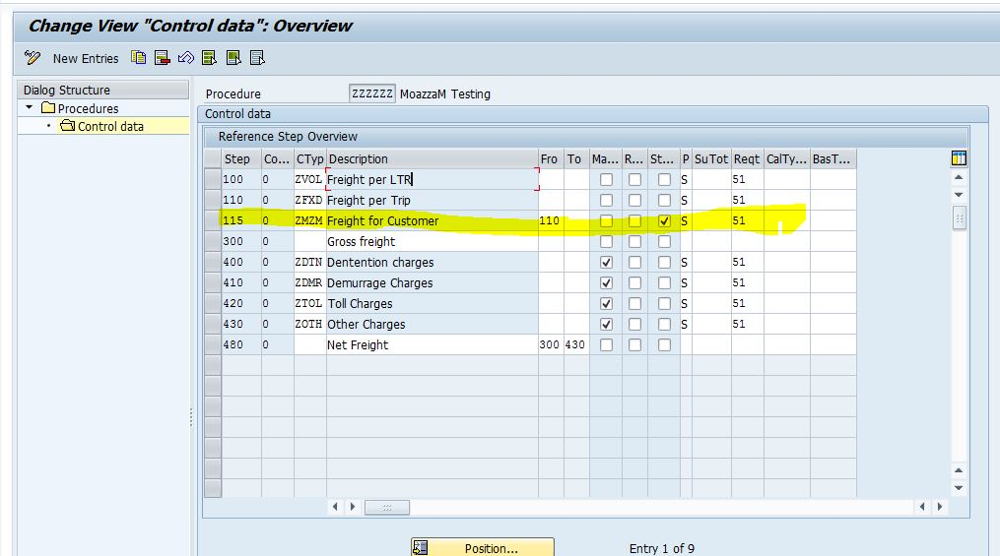 Change View "Control data": Overview
New Entries
Dialog Structure
Procedures
Control data
Procedure ZZZZZZ MoazzaM Testing
Control data
Reference Step Overview
Step Co... CTyp Description Fro To Ma... R... St... P SuTot Reqt CalTy... BasT...
100 0 ZVOL Freight per LTR S 51
110 0 ZFXD Freight per Trip S 51
115 0 ZMZM Freight for Customer 110 S 51
300 0 Gross freight
400 0 ZDTN Dentention charges S 51
410 0 ZDMR Demurrage Charges S 51
420 0 ZTOL Toll Charges S 51
430 0 ZOTH Other Charges S 51
480 0 Net Freight 300 430
Position...
Entry 1 of 9